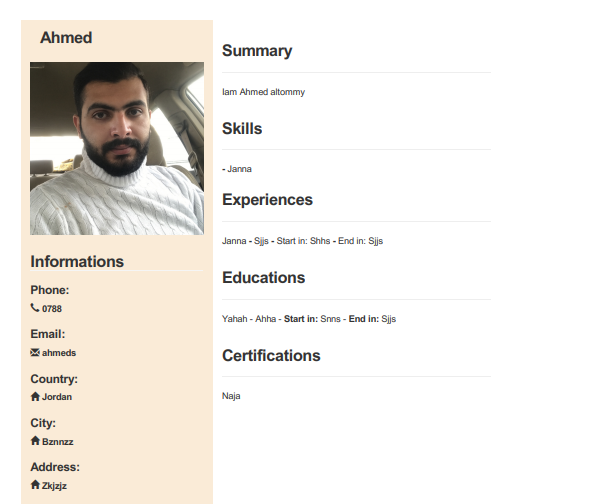 Ahmed
Informations
Phone:
0788
Email:
ahmeds
Country:
Jordan
City:
Bznnzz
Address:
Zkjzjz
Summary
Iam Ahmed altommy
Skills
- Janna
Experiences
Janna - Sjjs - Start in: Shhs - End in: Sjjs
Educations
Yahah - Ahha - Start in: Snns - End in: Sjjs
Certifications
Naja